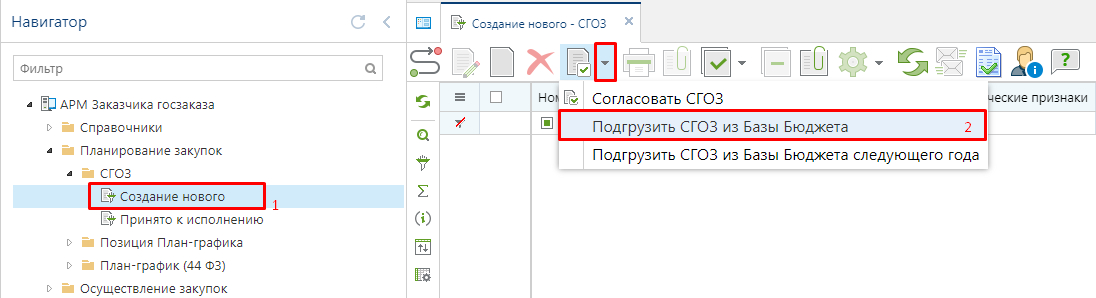 Навигатор
Фильтр
АРМ Заказчика госзаказа
Справочники
Планирование закупок
СГОЗ
Создание нового
1
Принято к исполнению
Позиция План-графика
План-график (44 ФЗ)
Осуществление закупок
Создание нового - СГОЗ
Ном
ческие признаки
Согласовать СГОЗ
Подгрузить СГОЗ из Базы Бюджета
2
Подгрузить СГОЗ из Базы Бюджета следующего года